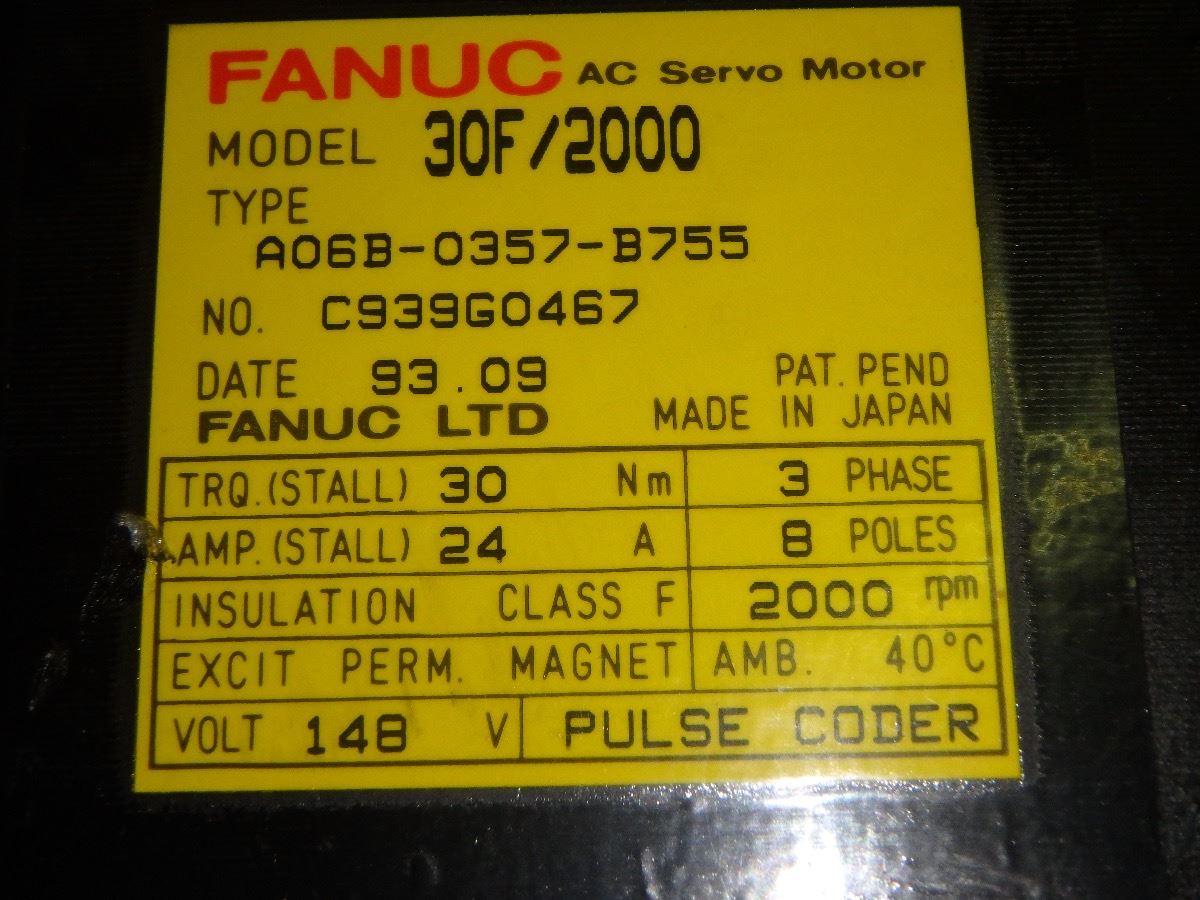 FANUC AC Servo Motor
MODEL 30F/2000
TYPE
A06B-0357-B755
NO. C939G0467
DATE 93.09 PAT. PEND
FANUC LTD MADE IN JAPAN
TRQ.(STALL) 30 Nm 3 PHASE
AMP.(STALL) 24 A 8 POLES
INSULATION CLASS F 2000 rpm
EXCIT PERM. MAGNET AMB. 40°C
VOLT 148 V PULSE CODER